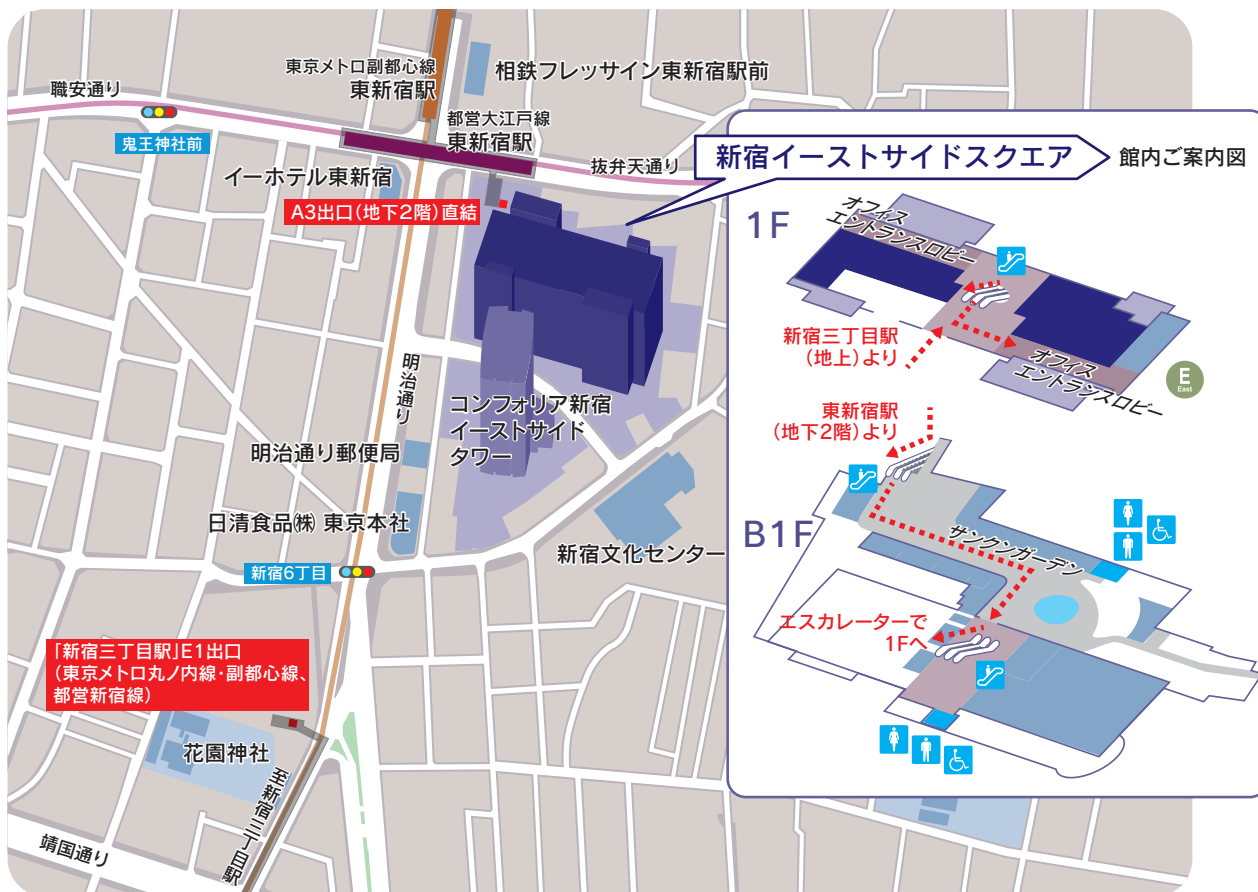 東京メトロ副都心線
東新宿駅
相鉄フレッサイン東新宿駅前
職安通り
鬼王神社前
都営大江戸線
東新宿駅
抜弁天通り
イーホテル東新宿
A3出口(地下2階)直結
明治通り
コンフォリア新宿
イーストサイド
タワー
明治通り郵便局
日清食品㈱ 東京本社
新宿文化センター
新宿6丁目
「新宿三丁目駅」E1出口
(東京メトロ丸ノ内線・副都心線、
都営新宿線)
花園神社
至新宿三丁目駅
靖国通り
新宿イーストサイドスクエア
館内ご案内図
1F
オフィス
エントランスロビー
新宿三丁目駅
(地上)より
オフィス
エントランスロビー
E
East
東新宿駅
(地下2階)より
B1F
サンクンガーデン
エスカレーターで
1Fへ